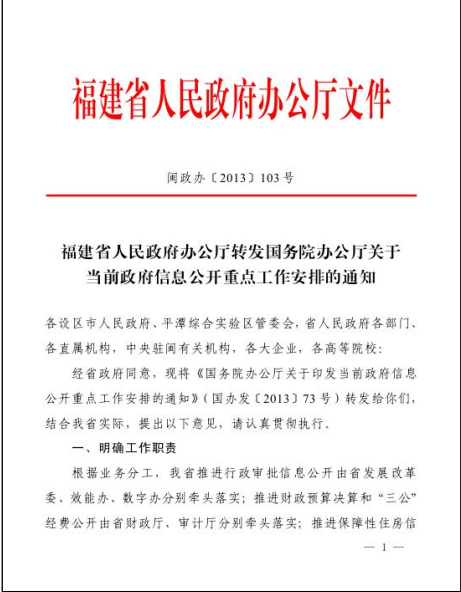 福建省人民政府办公厅文件
闽政办〔2013〕103号
福建省人民政府办公厅转发国务院办公厅关于
当前政府信息公开重点工作安排的通知
各设区市人民政府、平潭综合实验区管委会，省人民政府各部门、
各直属机构，中央驻闽有关机构，各大企业，各高等院校：
经省政府同意，现将《国务院办公厅关于印发当前政府信息
公开重点工作安排的通知》（国办发〔2013〕73号）转发给你们，
结合我省实际，提出以下意见，请认真贯彻执行。
一、明确工作职责
根据业务分工，我省推进行政审批信息公开由省发展改革
委、效能办、数字办分别牵头落实；推进财政预算决算和“三公”
经费公开由省财政厅、审计厅分别牵头落实；推进保障性住房信
— 1 —